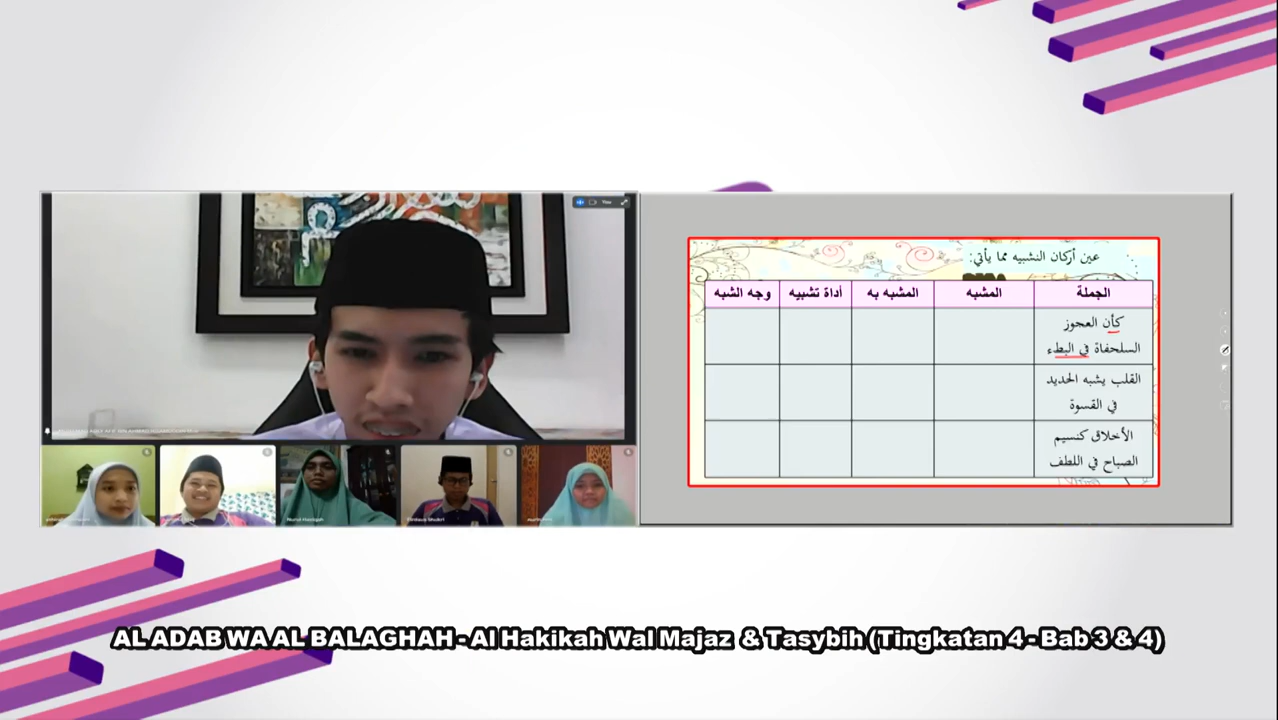 You
عين أركان التشبيه مما يأتي:
الجملة المشبه المشبه به أداة تشبيه وجه الشبه
كأن العجوز
السلحفاة في البطء
القلب يشبه الحديد
في القسوة
الأخلاق كنسيم
الصباح في اللطف
AL ADAB WA AL BALAGHAH - Al Hakikah Wal Majaz & Tasybih (Tingkatan 4 - Bab 3 & 4)